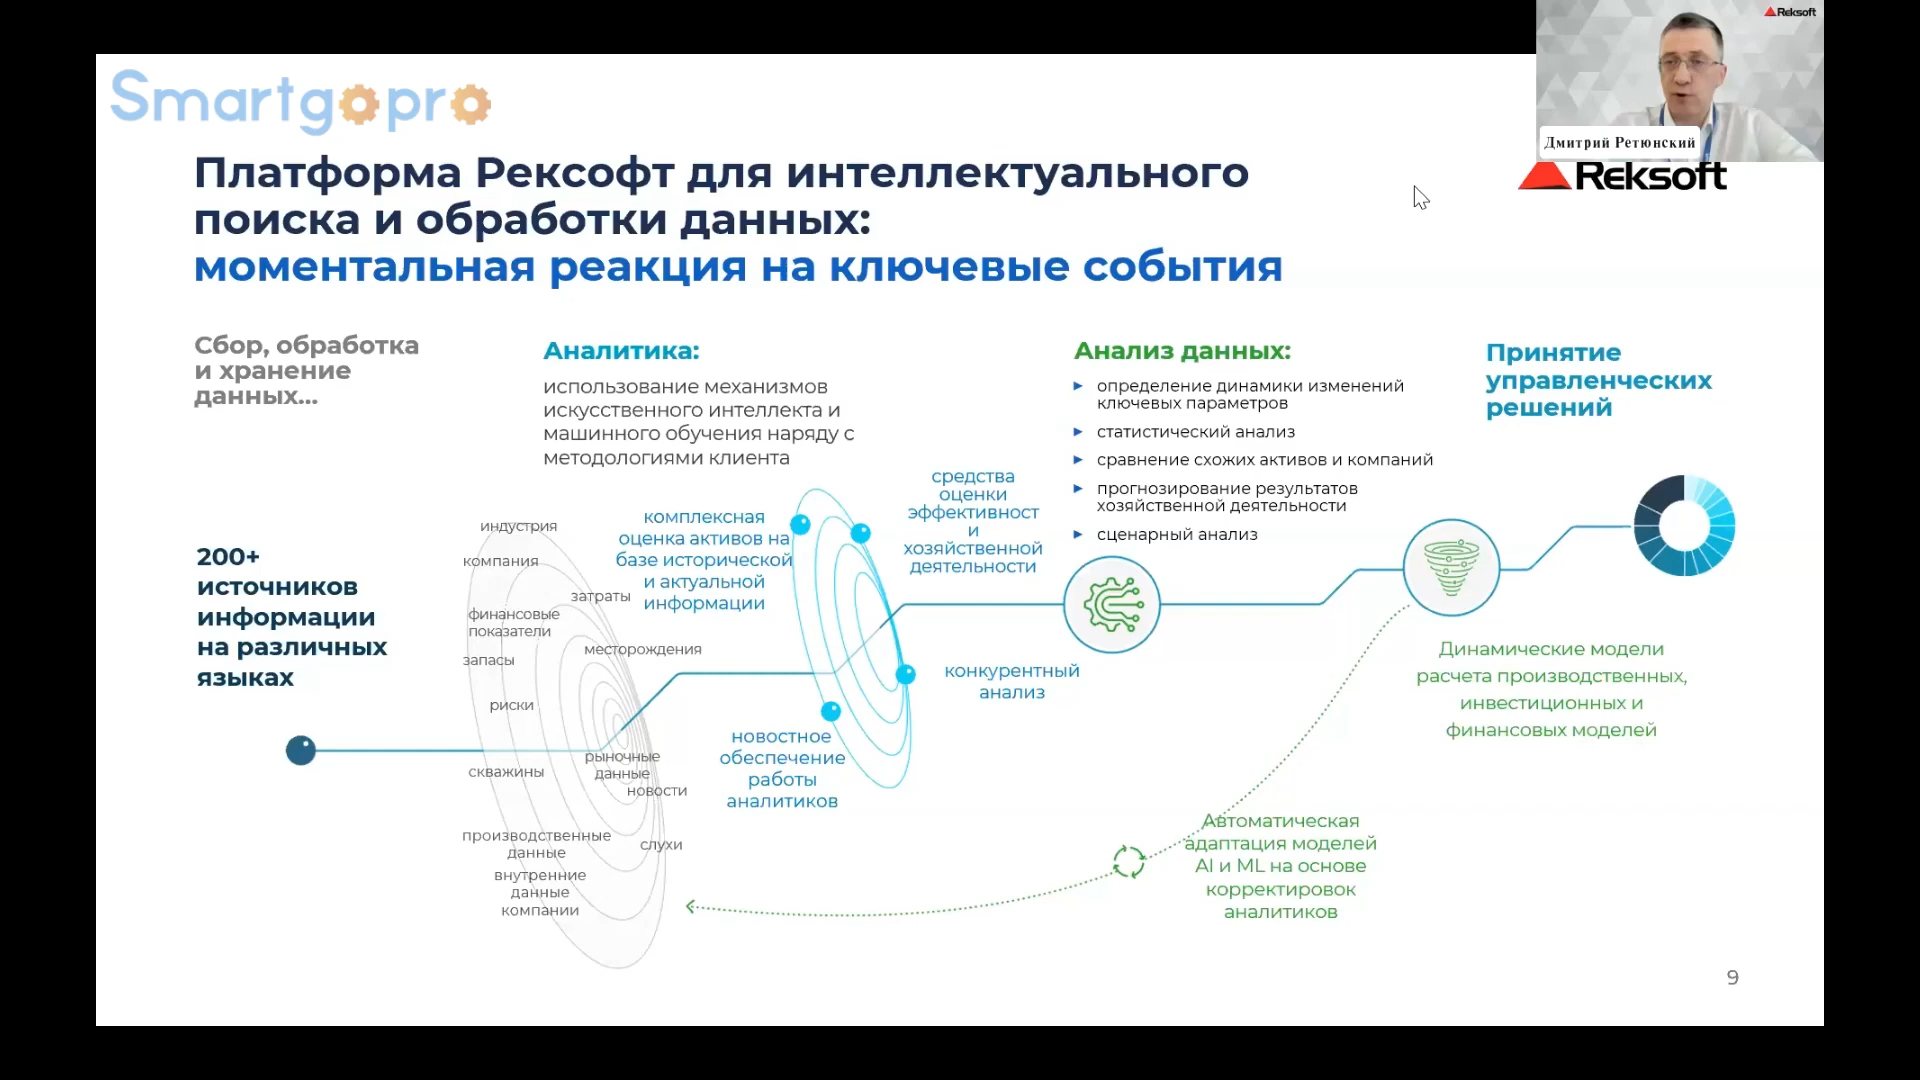 Reksoft
Дмитрий Ретюнский
Smartgopro
Reksoft
Платформа Рексофт для интеллектуального
поиска и обработки данных:
моментальная реакция на ключевые события
Сбор, обработка
и хранение
данных...
200+
источников
информации
на различных
языках
индустрия
компания
затраты
финансовые
показатели
месторождения
запасы
риски
рыночные
данные
скважины
новости
производственные
данные
слухи
внутренние
данные
компании
Аналитика:
использование механизмов
искусственного интеллекта и
машинного обучения наряду с
методологиями клиента
комплексная
оценка активов на
базе исторической
и актуальной
информации
средства
оценки
эффективност
и
хозяйственной
деятельности
конкурентный
анализ
новостное
обеспечение
работы
аналитиков
Анализ данных:
определение динамики изменений
ключевых параметров
статистический анализ
сравнение схожих активов и компаний
прогнозирование результатов
хозяйственной деятельности
сценарный анализ
Принятие
управленческих
решений
Динамические модели
расчета производственных,
инвестиционных и
финансовых моделей
Автоматическая
адаптация моделей
AI и ML на основе
корректировок
аналитиков
9